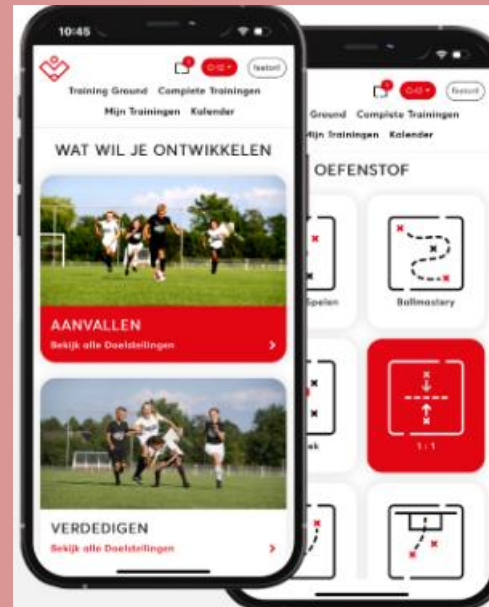 10:45
O-12
Training Ground Complete Trainingen
Mijn Trainingen Kalender
WAT WIL JE ONTWIKKELEN
AANVALLEN
Bekijk alle Doelstellingen
VERDEDIGEN
Bekijk alle Doelstellingen
Ground Complete Trainingen
Mijn Trainingen Kalender
OEFENSTOF
Spelen
Ballmastery
1:1